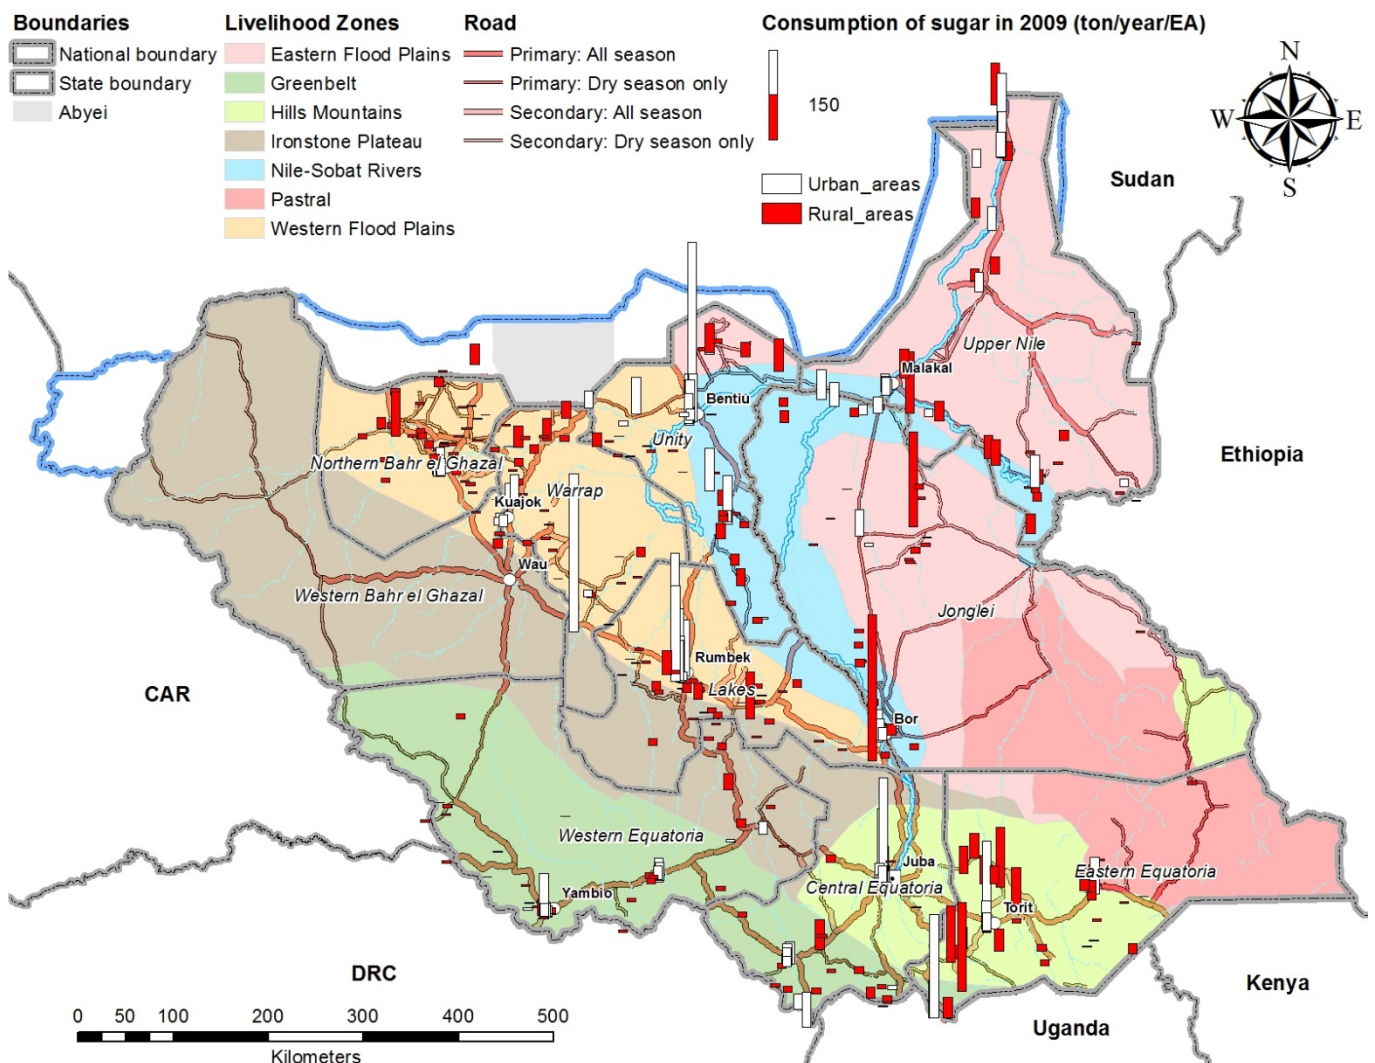 Boundaries
National boundary
State boundary
Abyei
Livelihood Zones
Eastern Flood Plains
Greenbelt
Hills Mountains
Ironstone Plateau
Nile-Sobat Rivers
Pastral
Western Flood Plains
Road
Primary: All season
Primary: Dry season only
Secondary: All season
Secondary: Dry season only
Consumption of sugar in 2009 (ton/year/EA)
150
Urban_areas
Rural_areas
N
W E
S
Sudan
Upper Nile
Malakal
Bentiu
Unity
Ethiopia
Northern Bahr el Ghazal
Warrap
Kuajok
Wau
Western Bahr el Ghazal
Jonglei
Rumbek
Lakes
CAR
Bor
Western Equatoria
Juba
Central Equatoria
Eastern Equatoria
Yambio
Torit
DRC
Kenya
Uganda
0 50 100 200 300 400 500
Kilometers